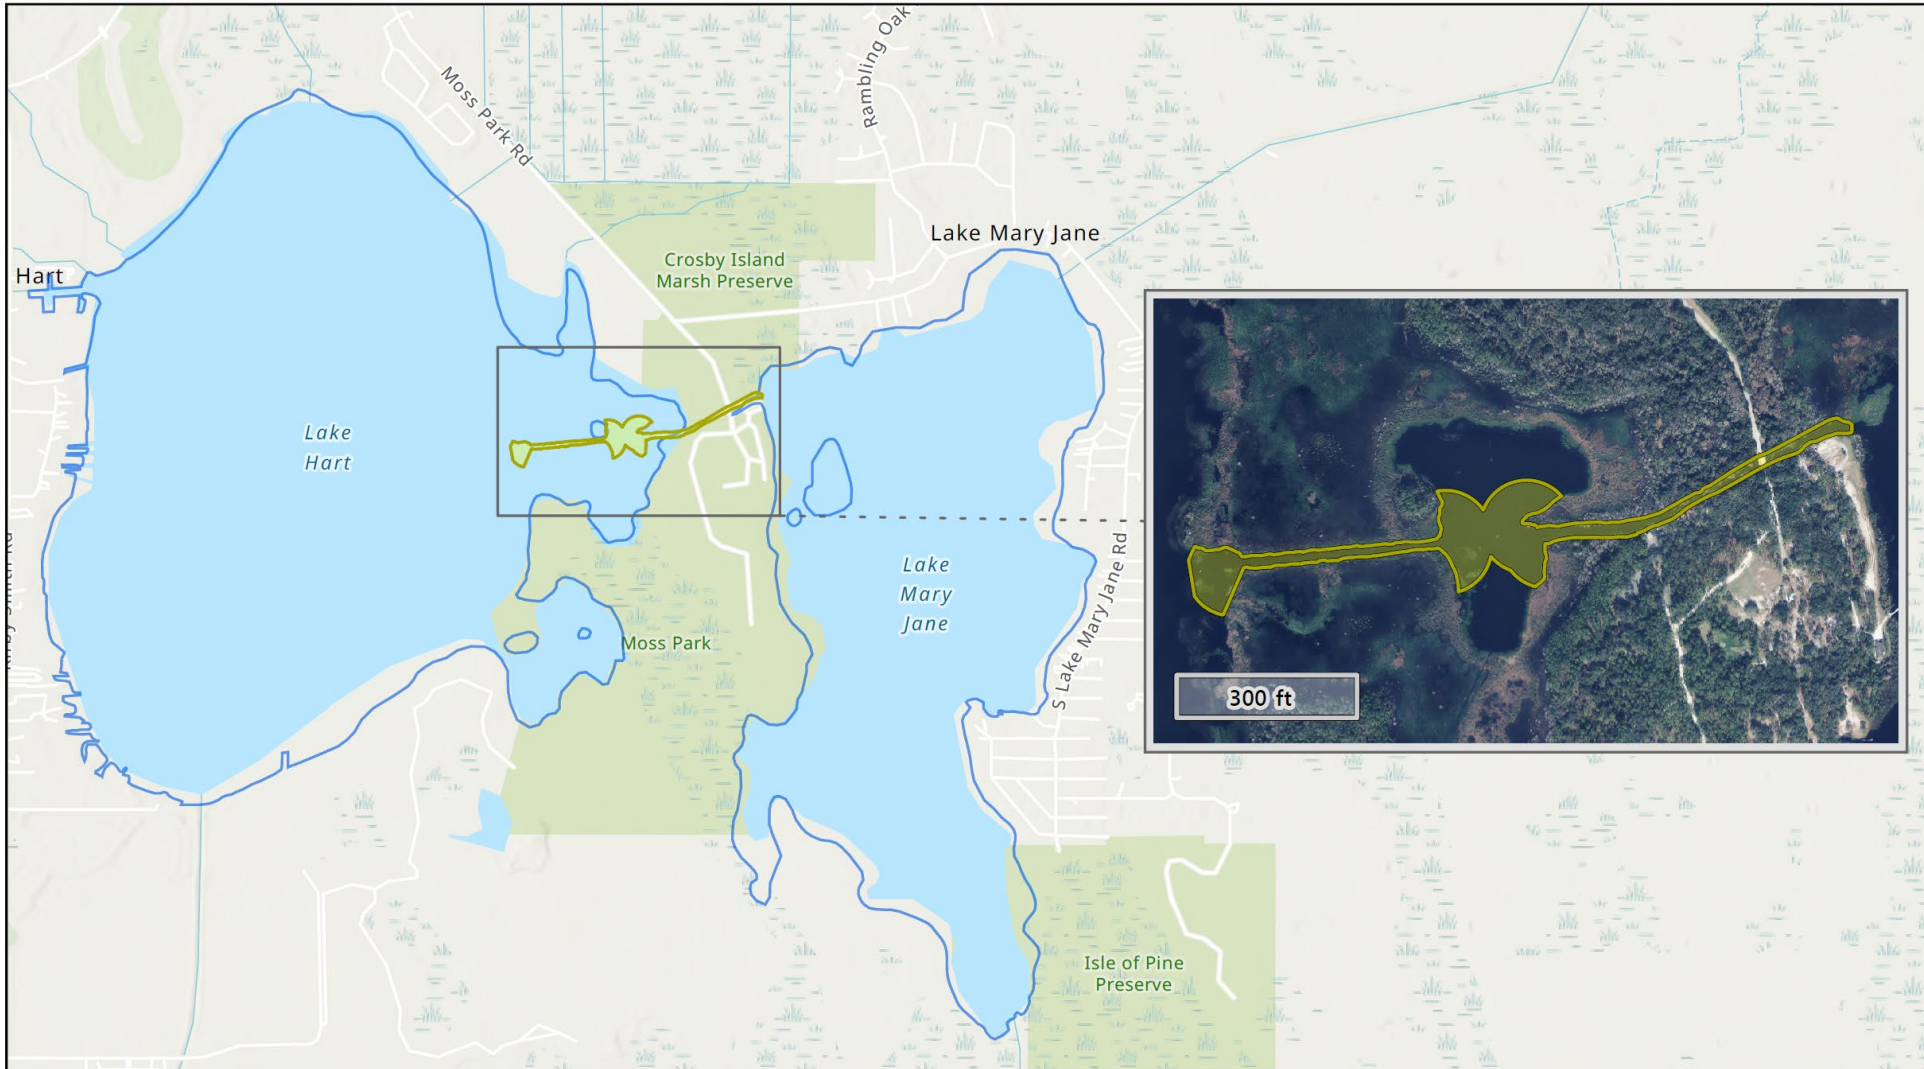 Rambling Oak
Moss Park Rd
Lake Mary Jane
Crosby Island
Marsh Preserve
Hart
Lake
Hart
Lake
Mary
Jane
S Lake Mary Jane Rd
Moss Park
300 ft
Isle of Pine
Preserve